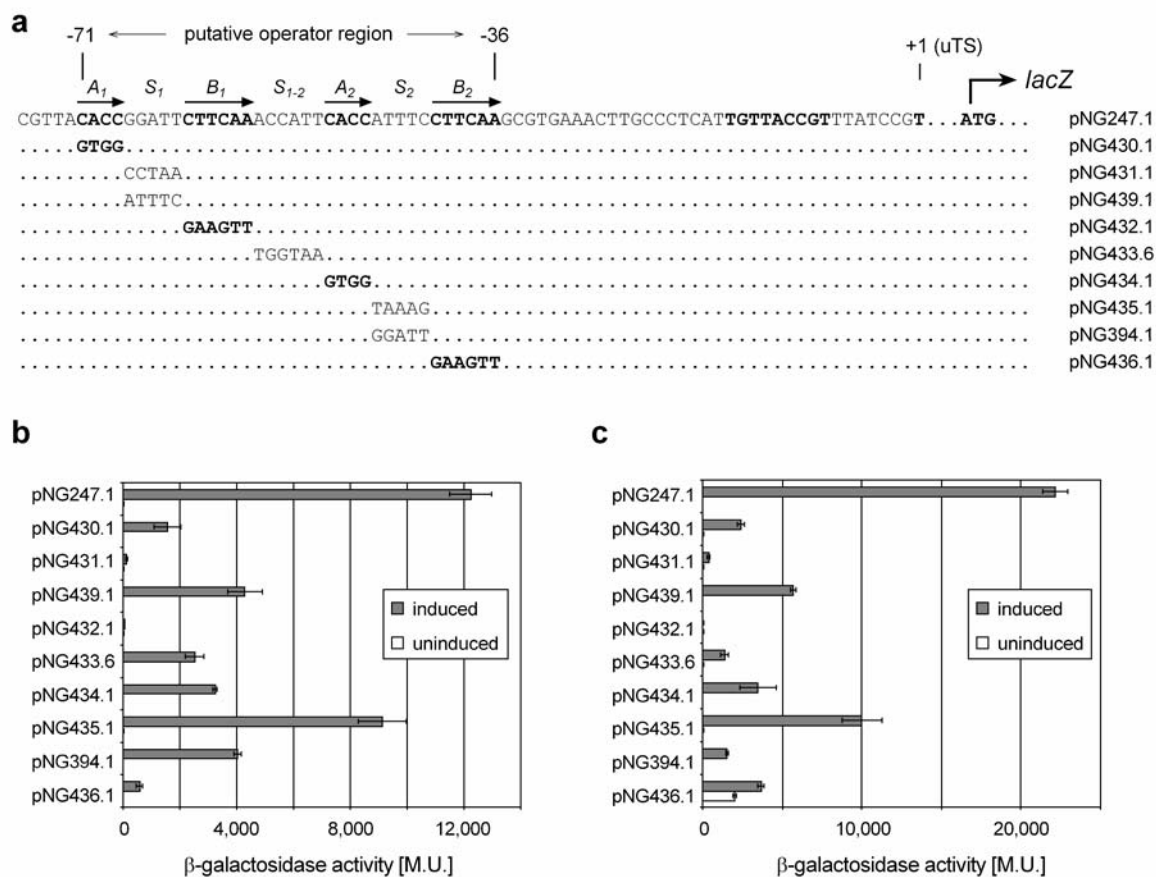 a
-71 putative operator region -36
+1 (uTS)
A1 S1 B1 S1-2 A2 S2 B2 lacZ
CGTTACACCGGATTCTTCAAACCATTCACCATTTCCTTCAAGCGTGAAACTTGCCCTCATTGTTACCGTTTATCCGT...ATG... pNG247.1
.....GTGG............................................................................. pNG430.1
.........CCTAA........................................................................ pNG431.1
.........ATTTC........................................................................ pNG439.1
..............GAAGTT.................................................................. pNG432.1
....................TGGTAA............................................................ pNG433.6
..........................GTGG........................................................ pNG434.1
..............................TAAAG................................................... pNG435.1
..............................GGATT................................................... pNG394.1
...................................GAAGTT............................................. pNG436.1
b
pNG247.1
pNG430.1
pNG431.1
pNG439.1
pNG432.1
pNG433.6
pNG434.1
pNG435.1
pNG394.1
pNG436.1
induced
uninduced
0 4,000 8,000 12,000
β-galactosidase activity [M.U.]
c
pNG247.1
pNG430.1
pNG431.1
pNG439.1
pNG432.1
pNG433.6
pNG434.1
pNG435.1
pNG394.1
pNG436.1
induced
uninduced
0 10,000 20,000
β-galactosidase activity [M.U.]